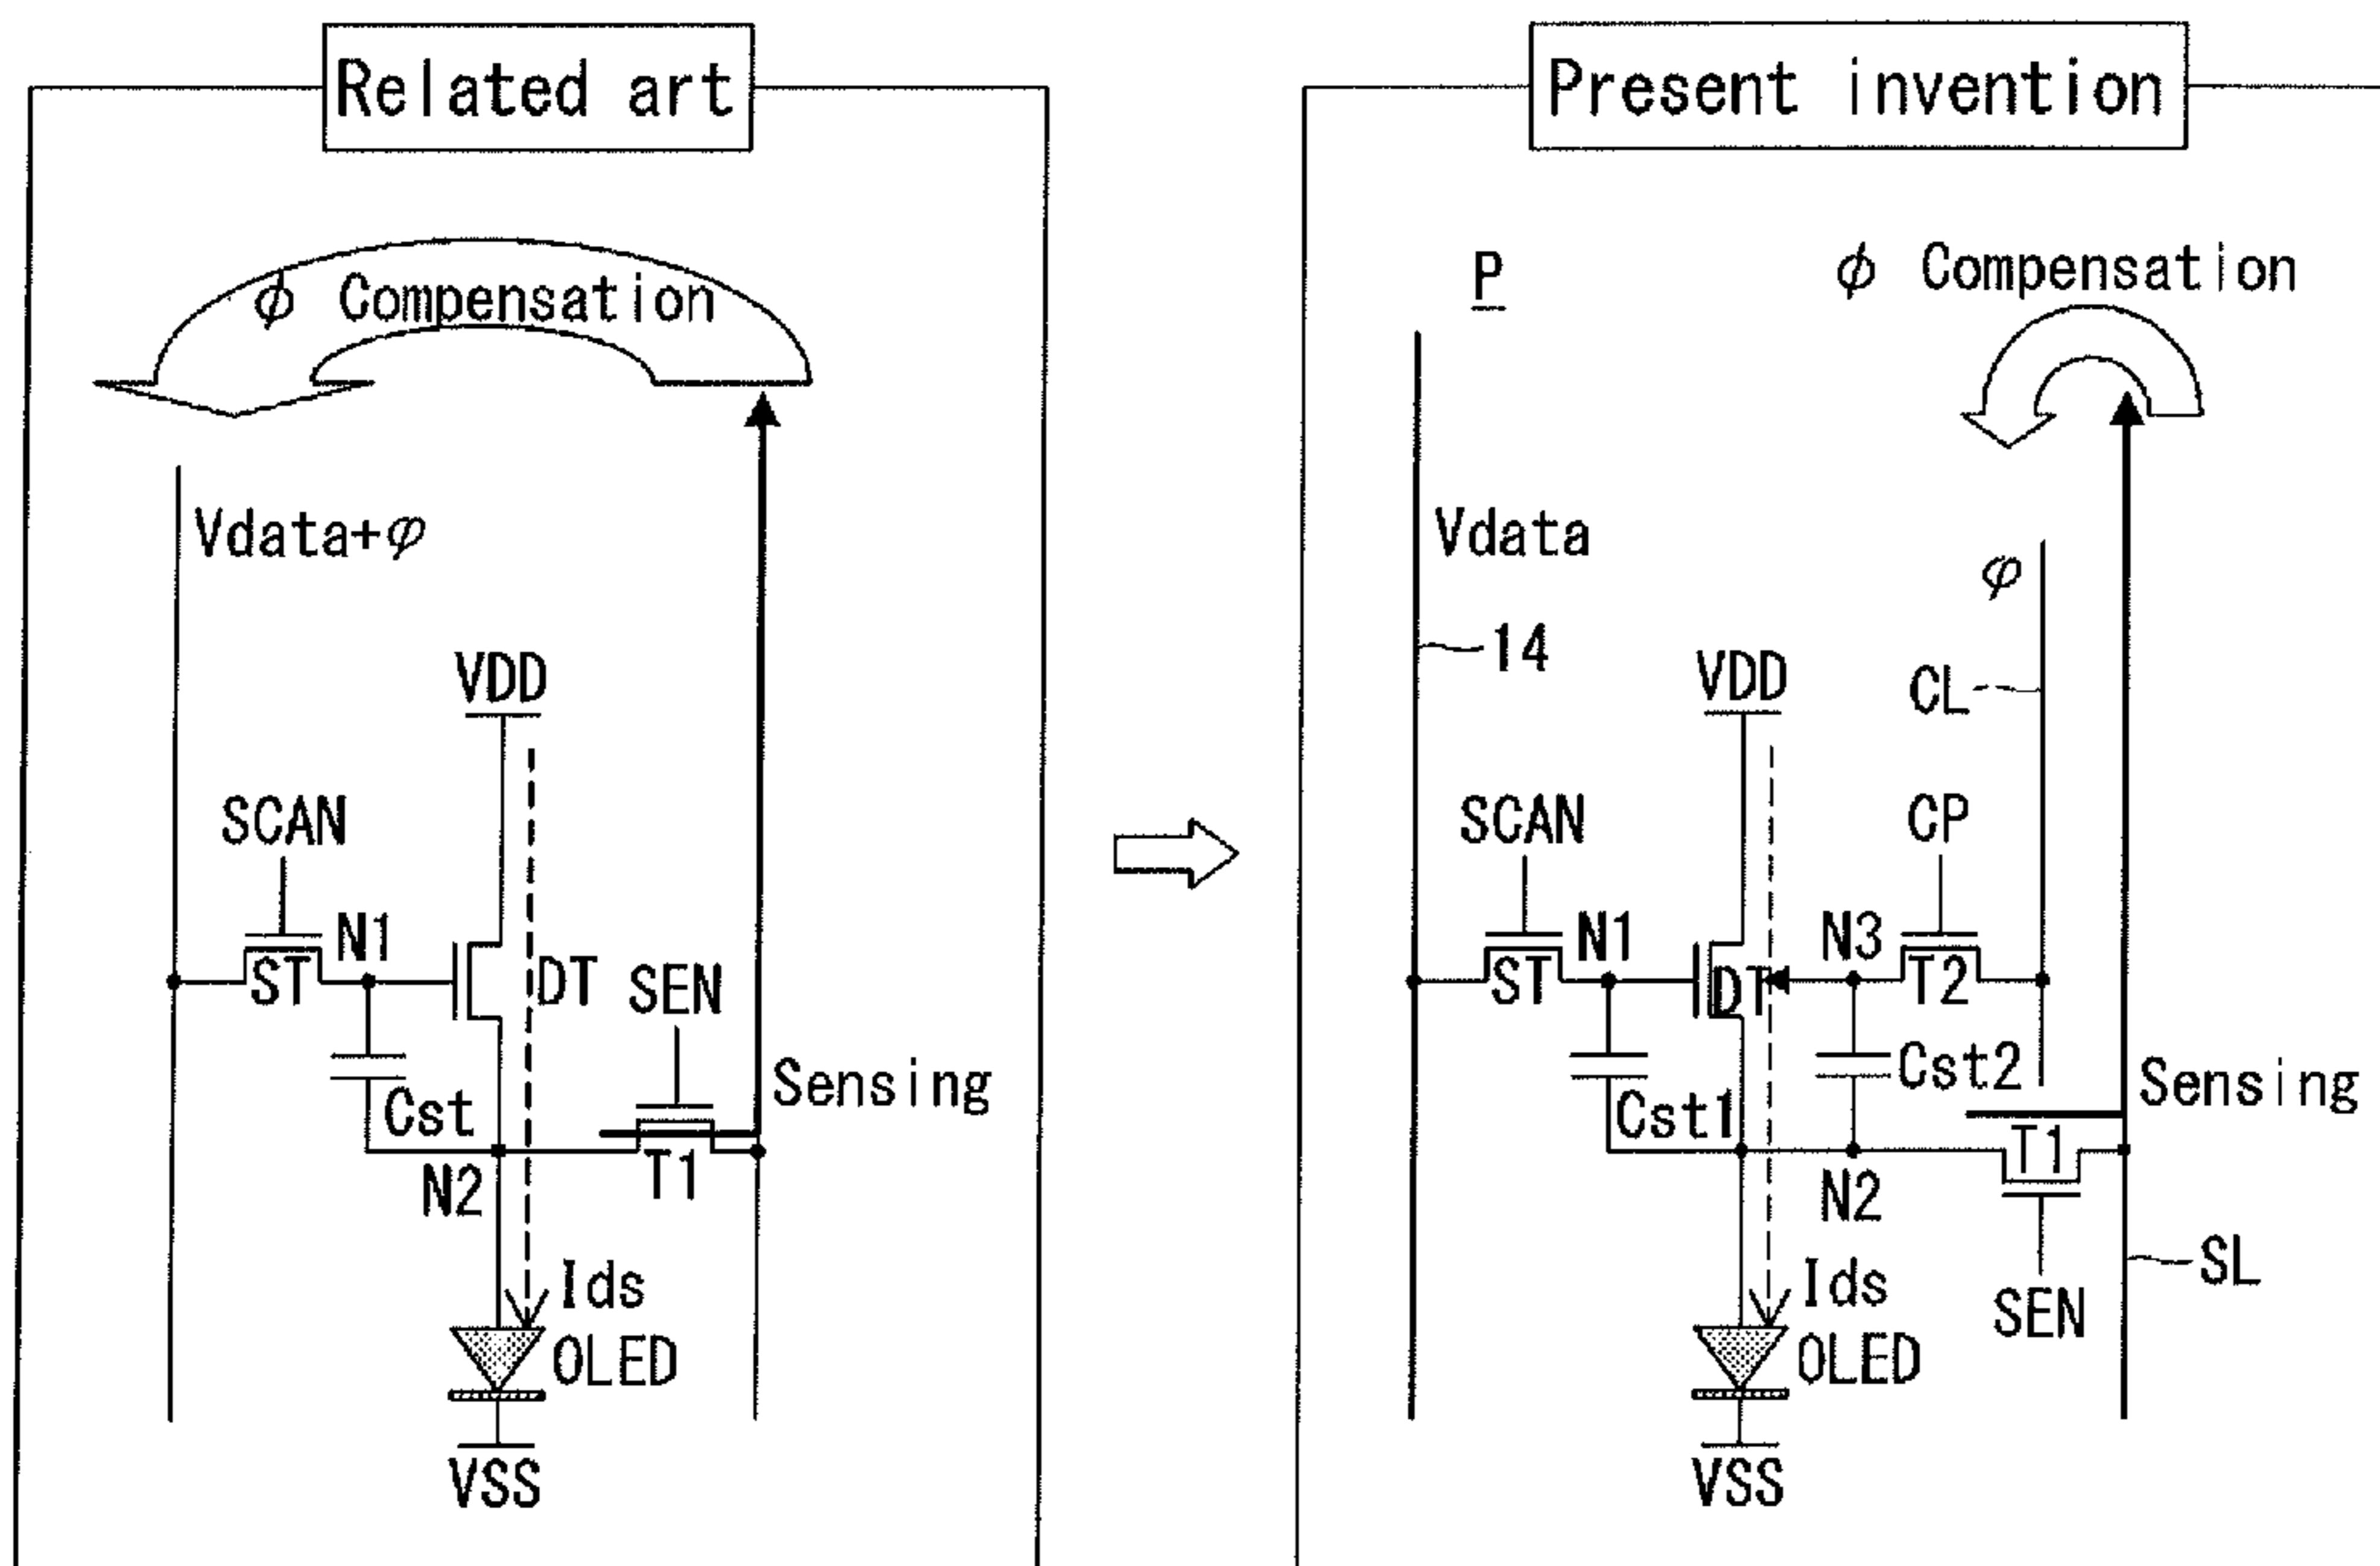 Related art
ϕ Compensation
Vdata+φ
VDD
SCAN
N1
ST
DT
SEN
Cst
Sensing
N2
T1
Ids
OLED
VSS
Present invention
P
ϕ Compensation
Vdata
φ
14
VDD
CL
SCAN
CP
N1
N3
ST
DT
T2
Cst1
Cst2
Sensing
T1
N2
SL
Ids
SEN
OLED
VSS